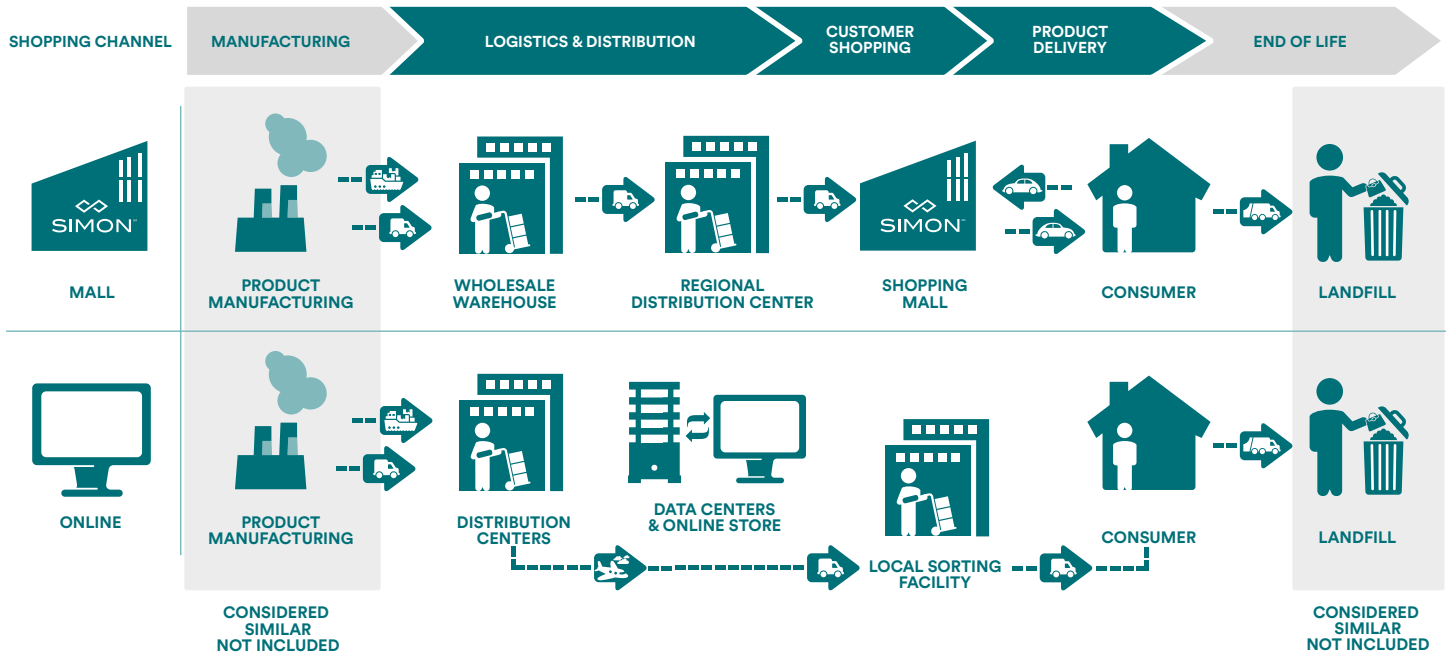 SHOPPING CHANNEL
MANUFACTURING
LOGISTICS & DISTRIBUTION
CUSTOMER
SHOPPING
PRODUCT
DELIVERY
END OF LIFE
SIMON™
MALL
PRODUCT
MANUFACTURING
WHOLESALE
WAREHOUSE
REGIONAL
DISTRIBUTION CENTER
SIMON™
SHOPPING
MALL
CONSUMER
LANDFILL
ONLINE
PRODUCT
MANUFACTURING
DISTRIBUTION
CENTERS
DATA CENTERS
& ONLINE STORE
LOCAL SORTING
FACILITY
CONSUMER
LANDFILL
CONSIDERED
SIMILAR
NOT INCLUDED
CONSIDERED
SIMILAR
NOT INCLUDED